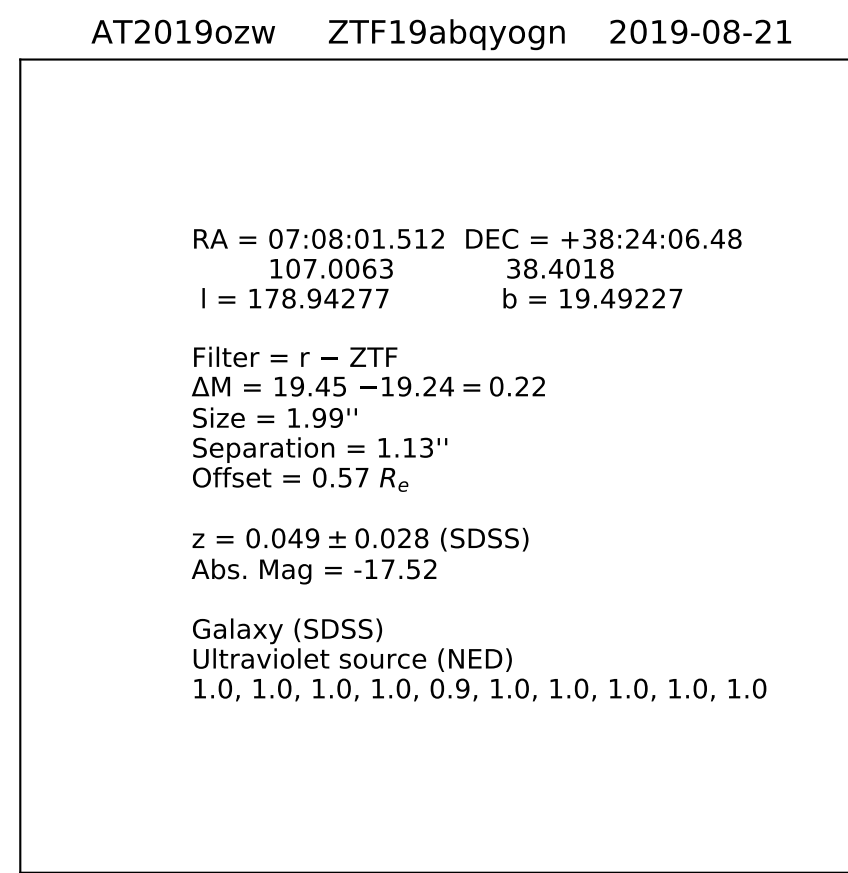 AT2019ozw ZTF19abqyogn 2019-08-21
RA = 07:08:01.512 DEC = +38:24:06.48
107.0063 38.4018
l = 178.94277 b = 19.49227
Filter = r − ZTF
ΔM = 19.45 −19.24 = 0.22
Size = 1.99''
Separation = 1.13''
Offset = 0.57 Re
z = 0.049 ± 0.028 (SDSS)
Abs. Mag = -17.52
Galaxy (SDSS)
Ultraviolet source (NED)
1.0, 1.0, 1.0, 1.0, 0.9, 1.0, 1.0, 1.0, 1.0, 1.0